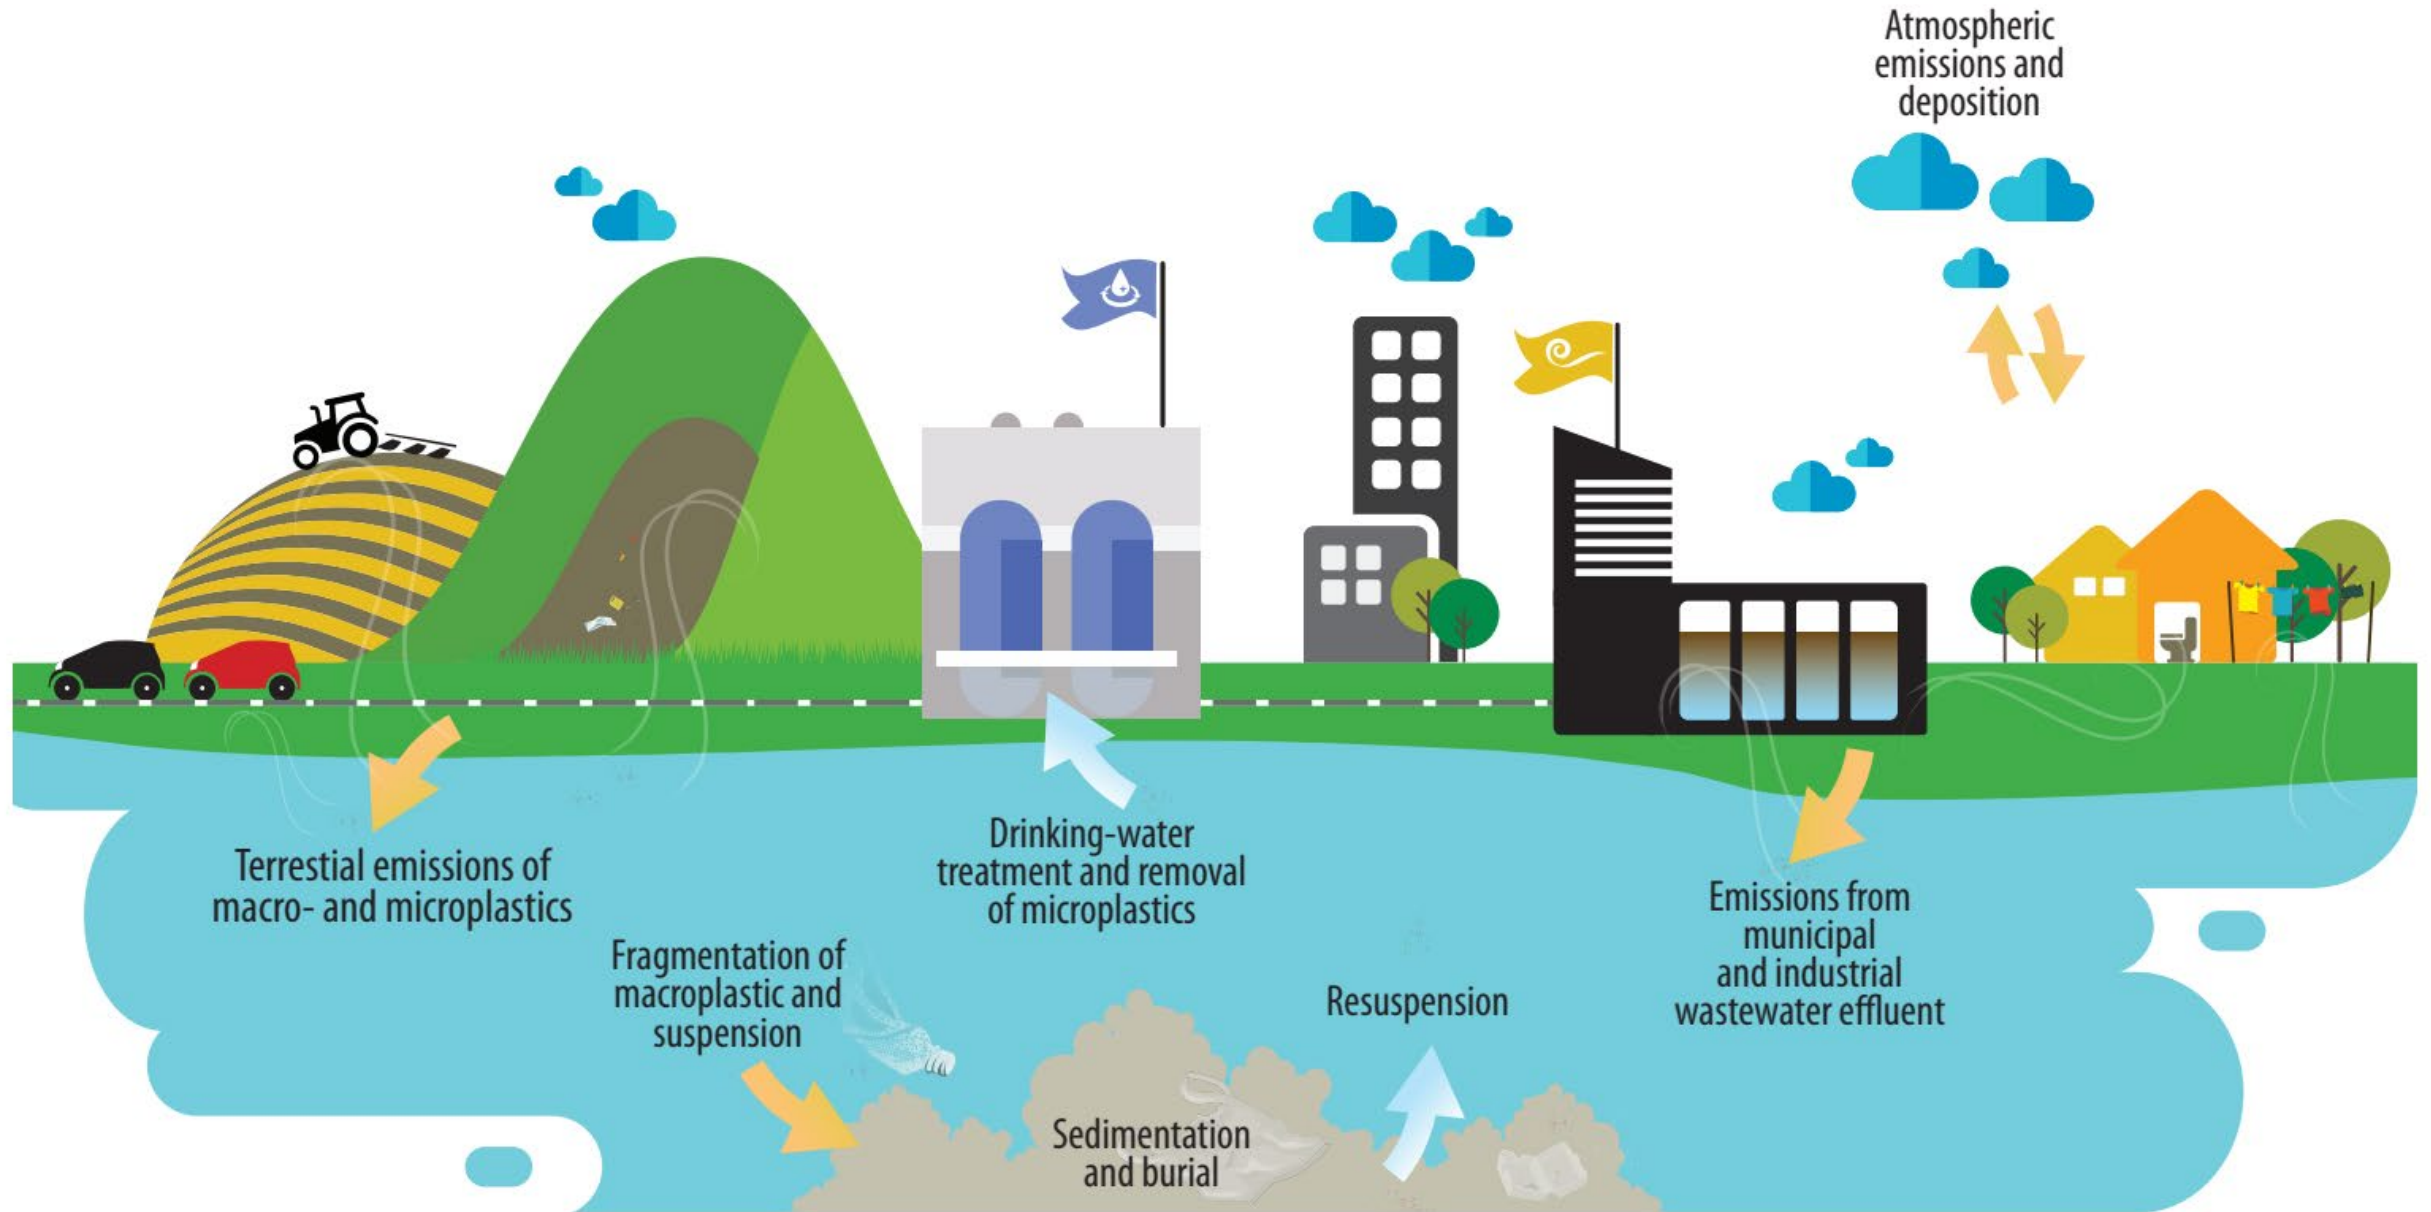 Atmospheric
emissions and
deposition
Terrestial emissions of
macro- and microplastics
Drinking-water
treatment and removal
of microplastics
Fragmentation of
macroplastic and
suspension
Resuspension
Emissions from
municipal
and industrial
wastewater effluent
Sedimentation
and burial